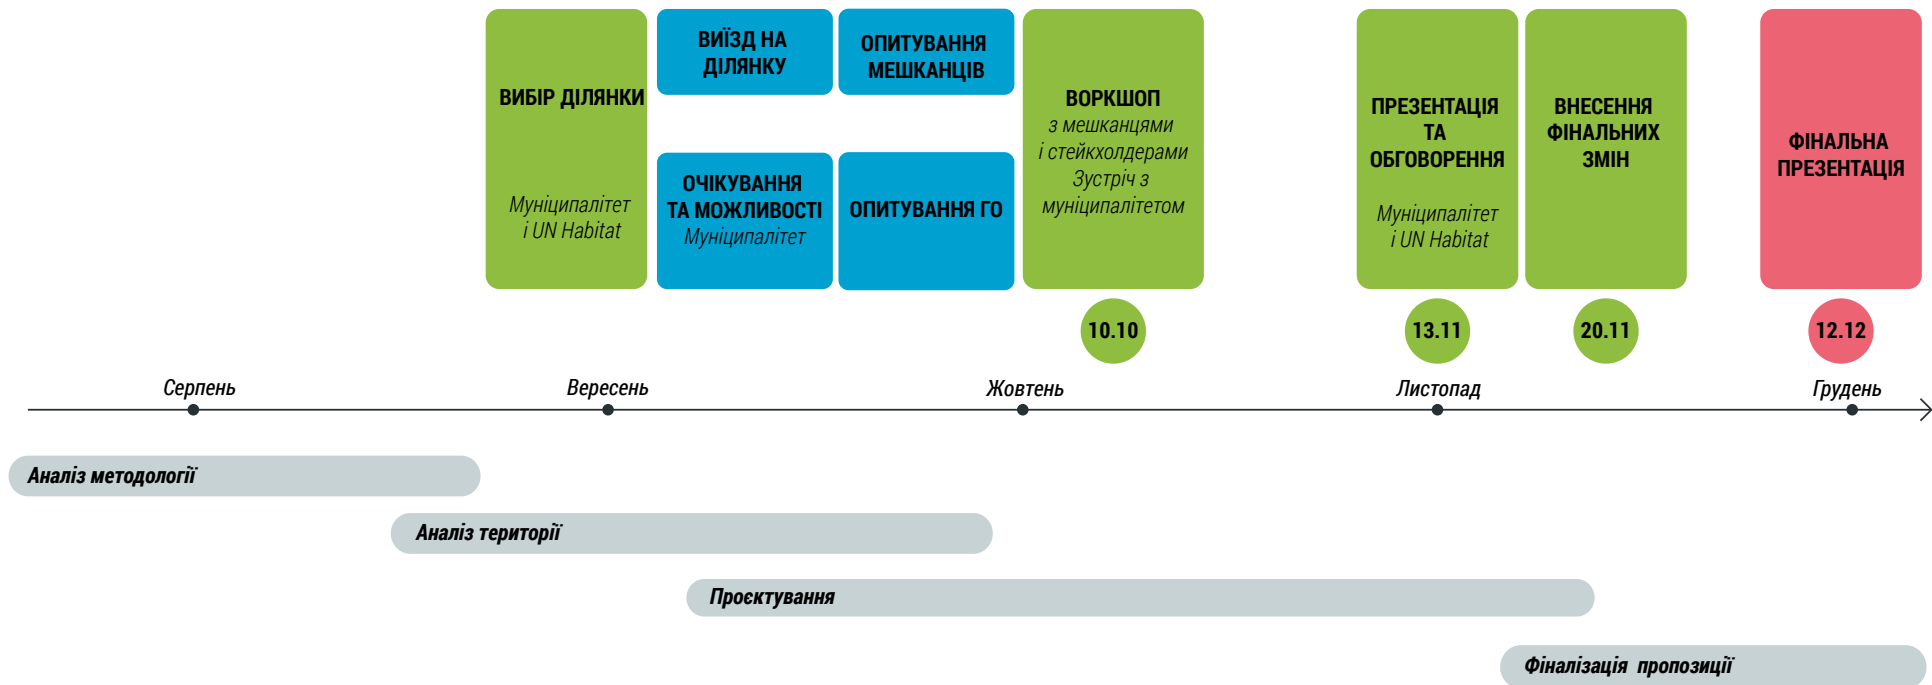 ВИБІР ДІЛЯНКИ
Муніципалітет
і UN Habitat
ВИЇЗД НА
ДІЛЯНКУ
ОПИТУВАННЯ
МЕШКАНЦІВ
ОЧІКУВАННЯ
ТА МОЖЛИВОСТІ
Муніципалітет
ОПИТУВАННЯ ГО
ВОРКШОП
з мешканцями
і стейкхолдерами
Зустріч з
муніципалітетом
ПРЕЗЕНТАЦІЯ
ТА
ОБГОВОРЕННЯ
Муніципалітет
і UN Habitat
ВНЕСЕННЯ
ФІНАЛЬНИХ
ЗМІН
ФІНАЛЬНА
ПРЕЗЕНТАЦІЯ
10.10
13.11
20.11
12.12
Серпень
Вересень
Жовтень
Листопад
Грудень
Аналіз методології
Аналіз території
Проєктування
Фіналізація пропозиції